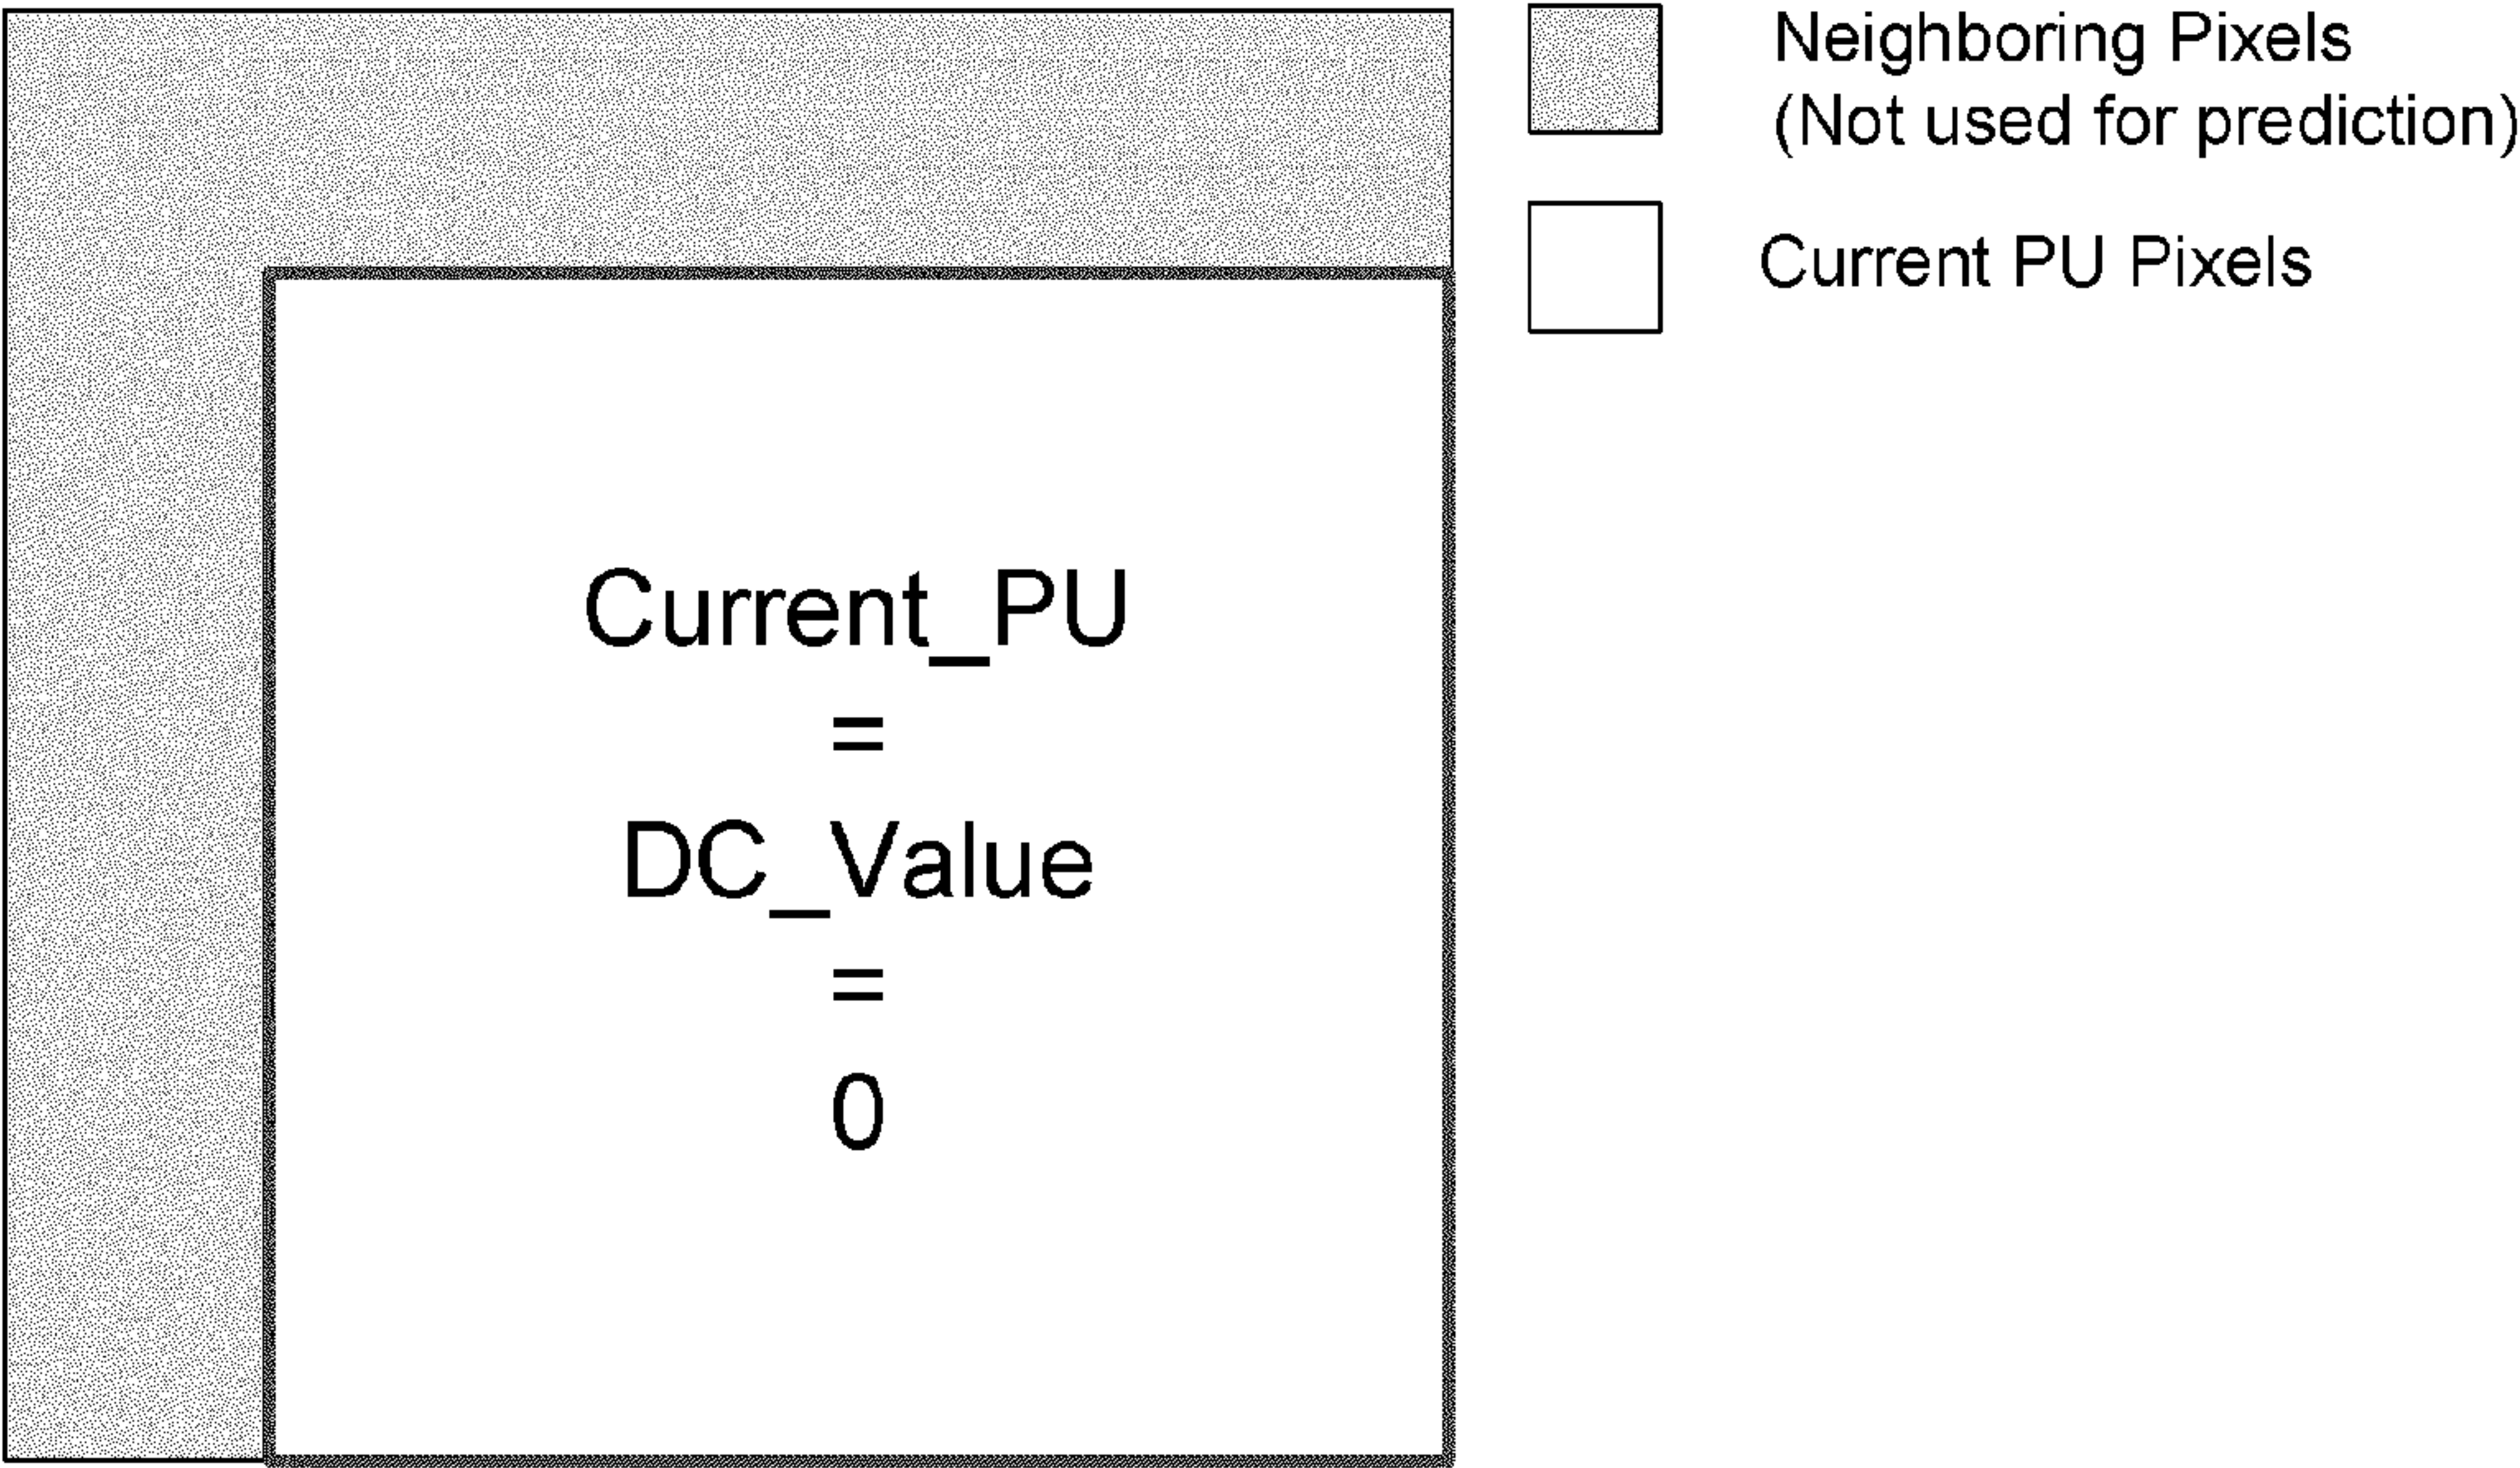 Neighboring Pixels
(Not used for prediction)
Current PU Pixels
Current_PU
=
DC_Value
=
0